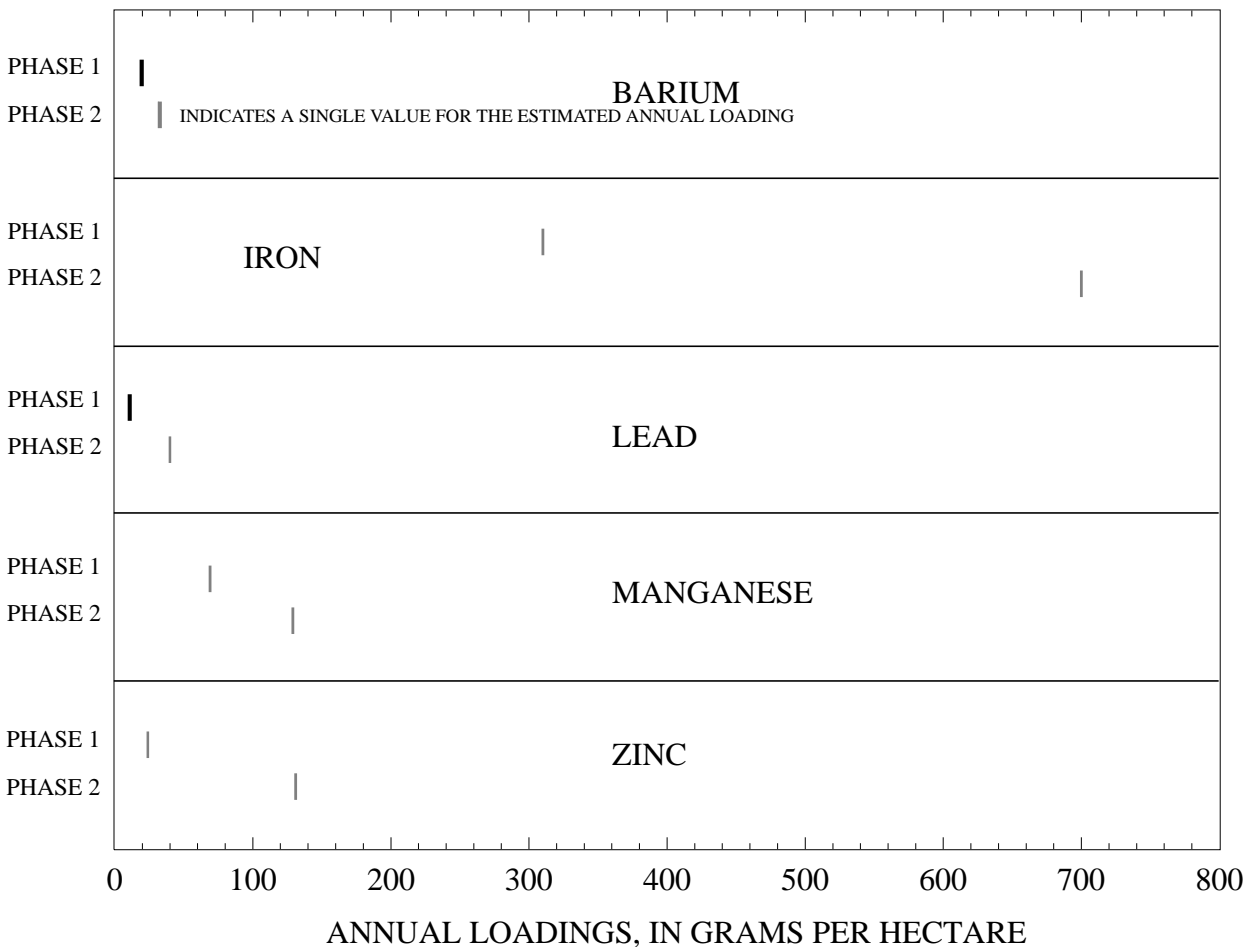 PHASE 1
BARIUM
PHASE 2
INDICATES A SINGLE VALUE FOR THE ESTIMATED ANNUAL LOADING
PHASE 1
IRON
PHASE 2
PHASE 1
LEAD
PHASE 2
PHASE 1
MANGANESE
PHASE 2
PHASE 1
ZINC
PHASE 2
0 100 200 300 400 500 600 700 800
ANNUAL LOADINGS, IN GRAMS PER HECTARE